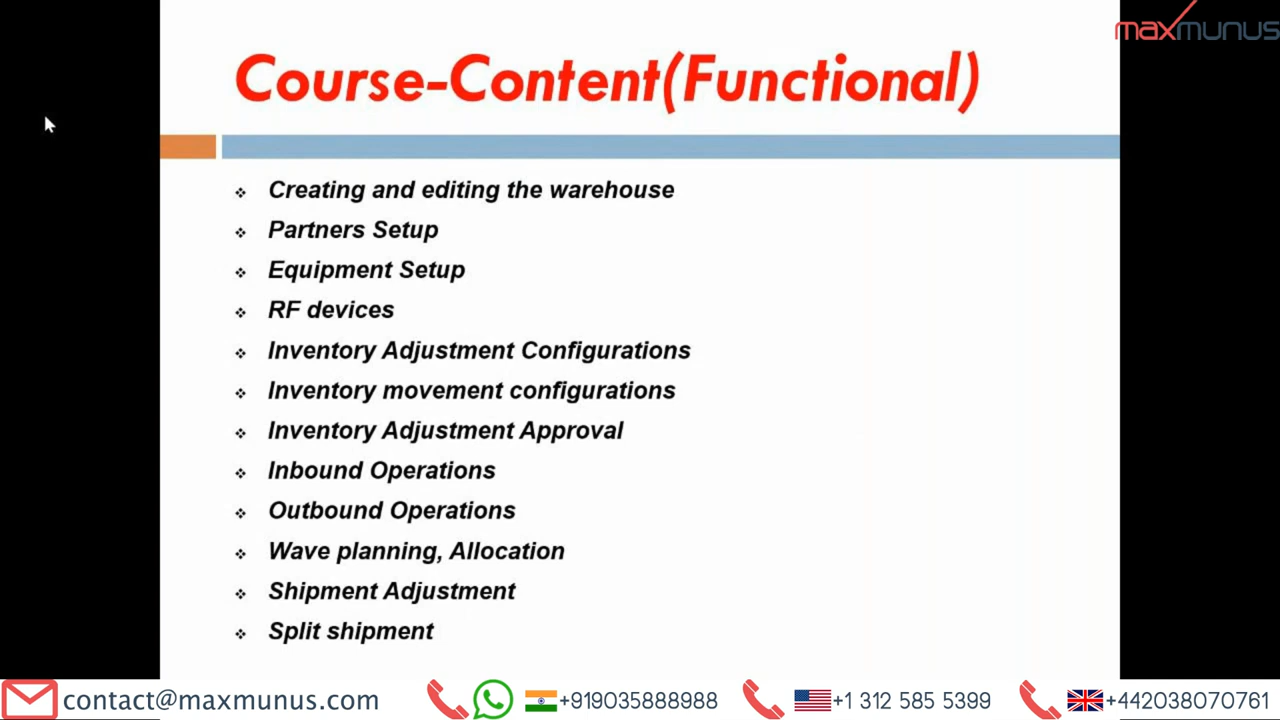 maxmunus
Course-Content(Functional)
Creating and editing the warehouse
Partners Setup
Equipment Setup
RF devices
Inventory Adjustment Configurations
Inventory movement configurations
Inventory Adjustment Approval
Inbound Operations
Outbound Operations
Wave planning, Allocation
Shipment Adjustment
Split shipment
contact@maxmunus.com +919035888988 +1 312 585 5399 +442038070761